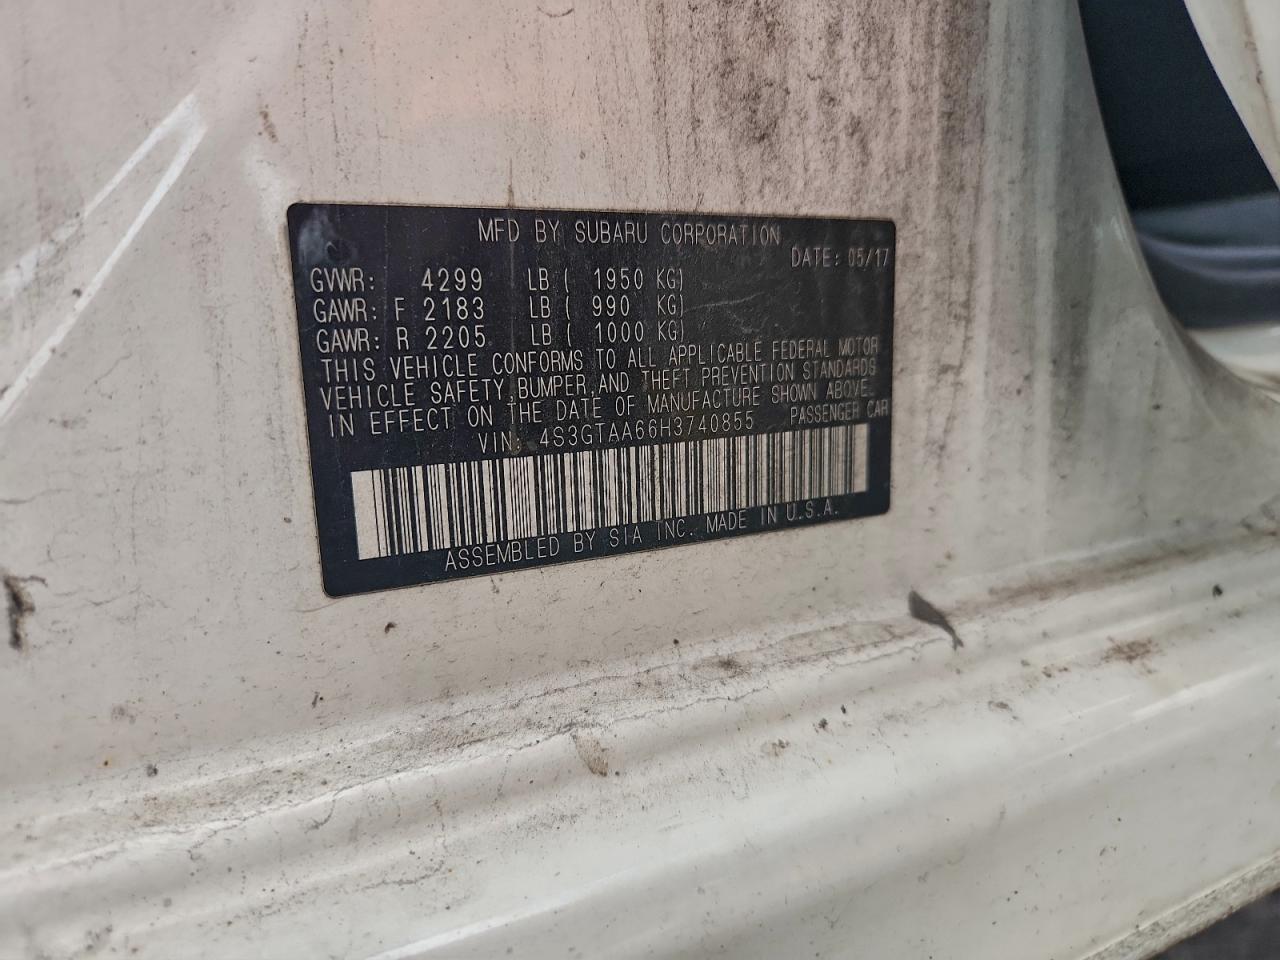 MFD BY SUBARU CORPORATION
DATE: 05/17
GVWR: 4299 LB ( 1950 KG)
GAWR: F 2183 LB ( 990 KG)
GAWR: R 2205 LB ( 1000 KG)
THIS VEHICLE CONFORMS TO ALL APPLICABLE FEDERAL MOTOR
VEHICLE SAFETY,BUMPER,AND THEFT PREVENTION STANDARDS
IN EFFECT ON THE DATE OF MANUFACTURE SHOWN ABOVE.
VIN: 4S3GTAA66H3740855 PASSENGER CAR
ASSEMBLED BY SIA INC. MADE IN U.S.A.